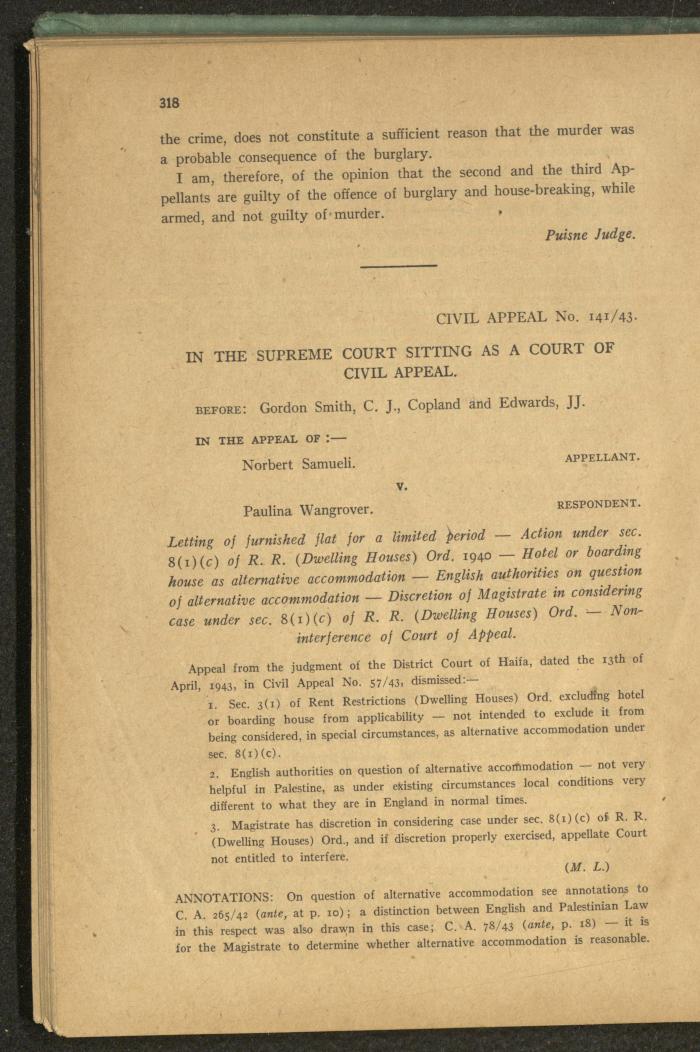 318
the crime, does not constitute a sufficient reason that the murder was
a probable consequence of the burglary.
I am, therefore, of the opinion that the second and the third Ap-
pellants are guilty of the offence of burglary and house-breaking, while
armed, and not guilty of murder.
Puisne Judge.
CIVIL APPEAL No. 141/43.
IN THE SUPREME COURT SITTING AS A COURT OF
CIVIL APPEAL.
BEFORE: Gordon Smith, C. J., Copland and Edwards, JJ.
IN THE APPEAL OF :—
Norbert Samueli. APPELLANT.
v.
Paulina Wangrover. RESPONDENT.
Letting of furnished flat for a limited period — Action under sec.
8(1)(c) of R. R. (Dwelling Houses) Ord. 1940 — Hotel or boarding
house as alternative accommodation — English authorities on question
of alternative accommodation — Discretion of Magistrate in considering
case under sec. 8(1)(c) of R. R. (Dwelling Houses) Ord. — Non-
interference of Court of Appeal.
Appeal from the judgment of the District Court of Haifa, dated the 13th of
April, 1943, in Civil Appeal No. 57/43, dismissed:—
1. Sec. 3(1) of Rent Restrictions (Dwelling Houses) Ord. excluding hotel
or boarding house from applicability — not intended to exclude it from
being considered, in special circumstances, as alternative accommodation under
sec. 8(1)(c).
2. English authorities on question of alternative accommodation — not very
helpful in Palestine, as under existing circumstances local conditions very
different to what they are in England in normal times.
3. Magistrate has discretion in considering case under sec. 8(1)(c) of R. R.
(Dwelling Houses) Ord., and if discretion properly exercised, appellate Court
not entitled to interfere.
(M. L.)
ANNOTATIONS: On question of alternative accommodation see annotations to
C. A. 265/42 (ante, at p. 10); a distinction between English and Palestinian Law
in this respect was also drawn in this case; C. A. 78/43 (ante, p. 18) — it is
for the Magistrate to determine whether alternative accommodation is reasonable.